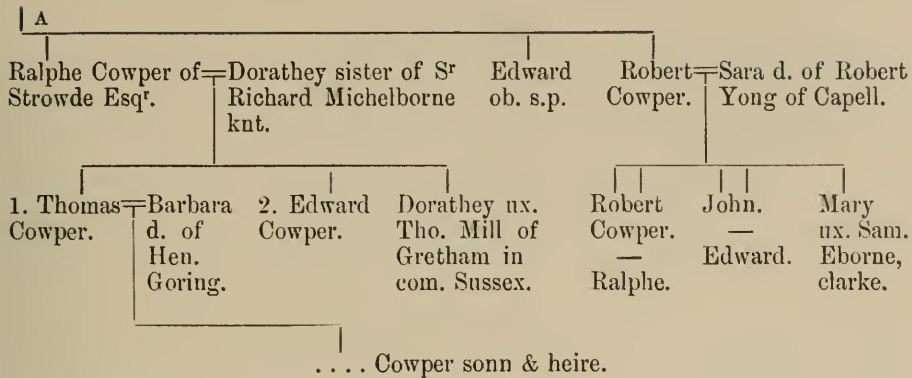 A
Ralphe Cowper of Strowde Esqr.
Dorathey sister of Sr Richard Michelborne knt.
Edward ob. s.p.
Robert Cowper.
Sara d. of Robert Yong of Capell.
1. Thomas Cowper.
Barbara d. of Hen. Goring.
2. Edward Cowper.
Dorathey ux. Tho. Mill of Gretham in com. Sussex.
Robert Cowper.
—
Ralphe.
John.
—
Edward.
Mary ux. Sam. Eborne, clarke.
.... Cowper sonn & heire.